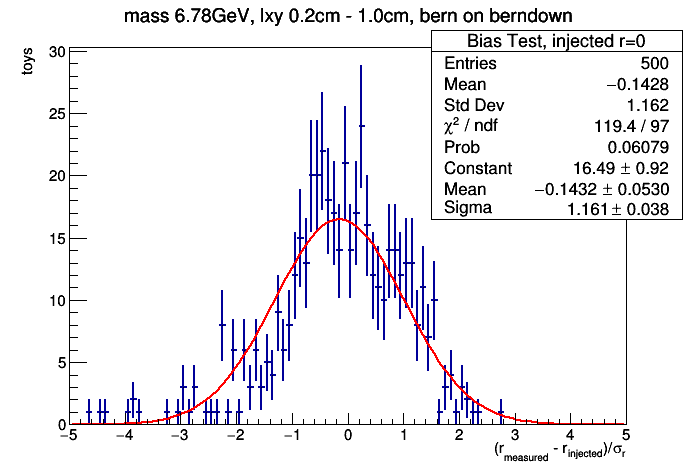 mass 6.78GeV, lxy 0.2cm - 1.0cm, bern on berndown
Bias Test, injected r=0
Entries 500
Mean −0.1428
Std Dev 1.162
χ² / ndf 119.4 / 97
Prob 0.06079
Constant 16.49 ± 0.92
Mean −0.1432 ± 0.0530
Sigma 1.161 ± 0.038
toys
30
25
20
15
10
5
0
−5 −4 −3 −2 −1 0 1 2 3 4 5
(r_measured - r_injected)/σ_r